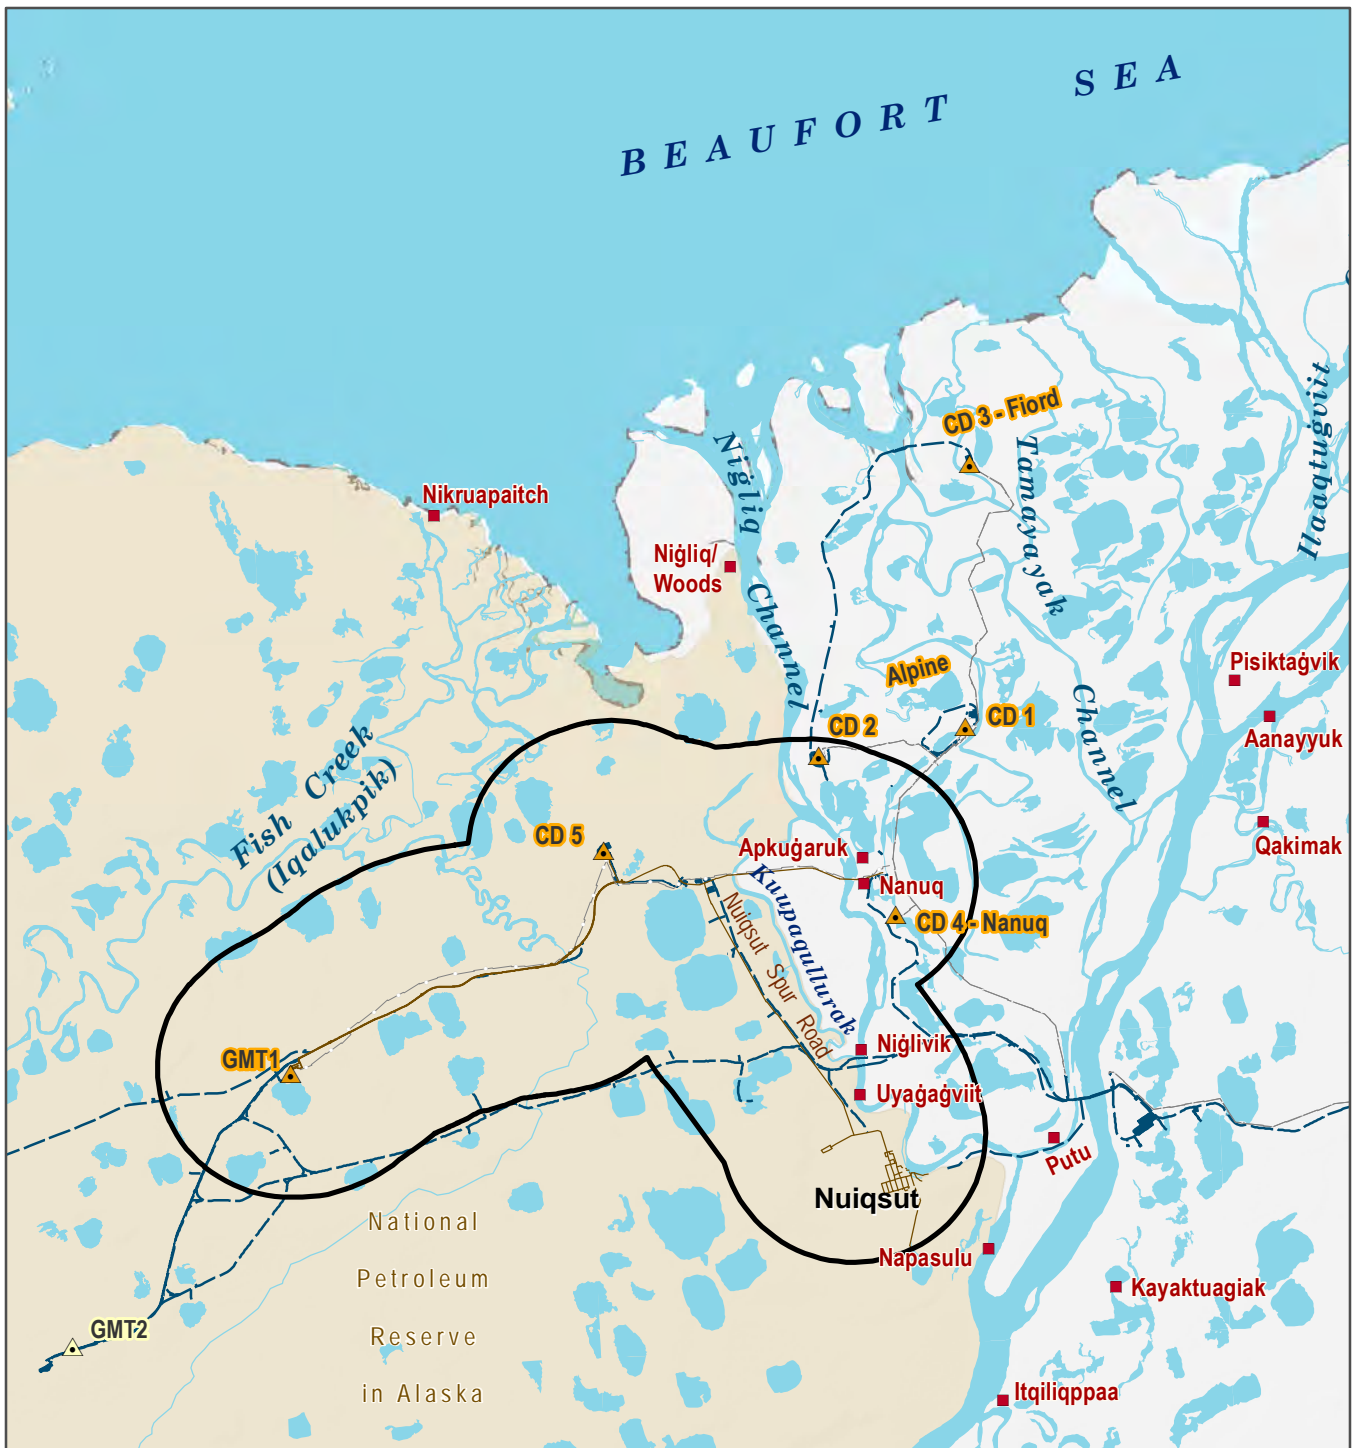 BEAUFORT SEA
CD 3 - Fiord
Nikruapaitch
Niġliq Channel
Tamayayak Channel
Ilaaqtuġviit
Niġliq/
Woods
Alpine
Pisiktaġvik
CD 1
CD 2
Aanayyuk
Fish Creek
(Iqalukpik)
CD 5
Apkuġaruk
Qakimak
Nanuq
CD 4 - Nanuq
Kuupaqullurak
Nuiqsut Spur Road
GMT1
Niġlivik
Uyaġaġviit
Putu
Nuiqsut
National
Petroleum
Reserve
in Alaska
Napasulu
Kayaktuagiak
GMT2
Itqiliqppaa